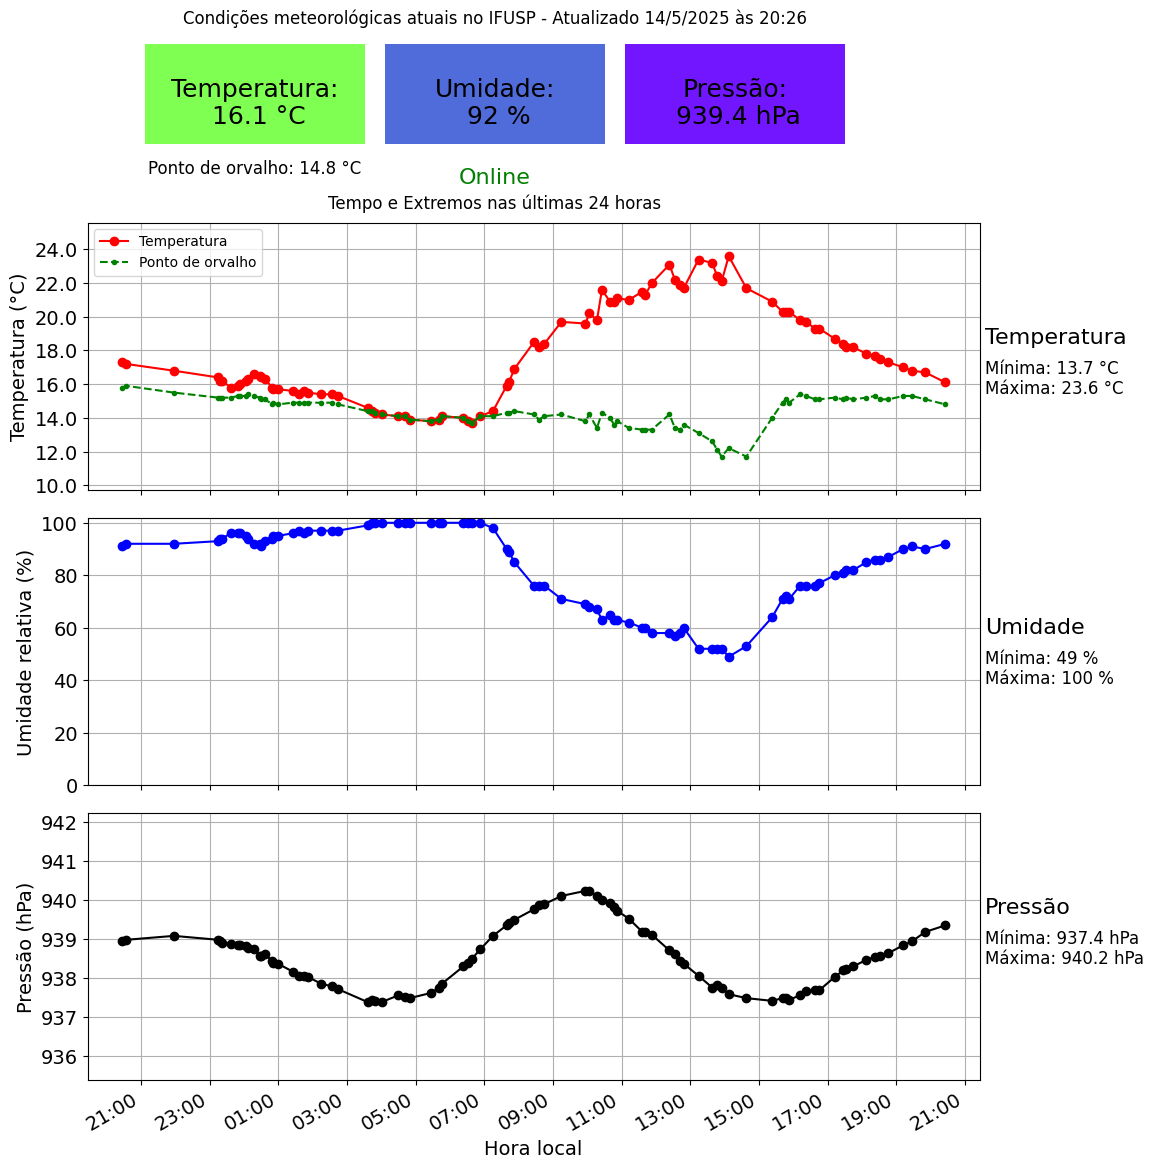 Condições meteorológicas atuais no IFUSP - Atualizado 14/5/2025 às 20:26
Temperatura:
16.1 °C
Umidade:
92 %
Pressão:
939.4 hPa
Ponto de orvalho: 14.8 °C
Online
Tempo e Extremos nas últimas 24 horas
Temperatura (°C)
24.0
22.0
20.0
18.0
16.0
14.0
12.0
10.0
Temperatura
Ponto de orvalho
Temperatura
Mínima: 13.7 °C
Máxima: 23.6 °C
Umidade relativa (%)
100
80
60
40
20
0
Umidade
Mínima: 49 %
Máxima: 100 %
Pressão (hPa)
942
941
940
939
938
937
936
Pressão
Mínima: 937.4 hPa
Máxima: 940.2 hPa
21:00 23:00 01:00 03:00 05:00 07:00 09:00 11:00 13:00 15:00 17:00 19:00 21:00
Hora local